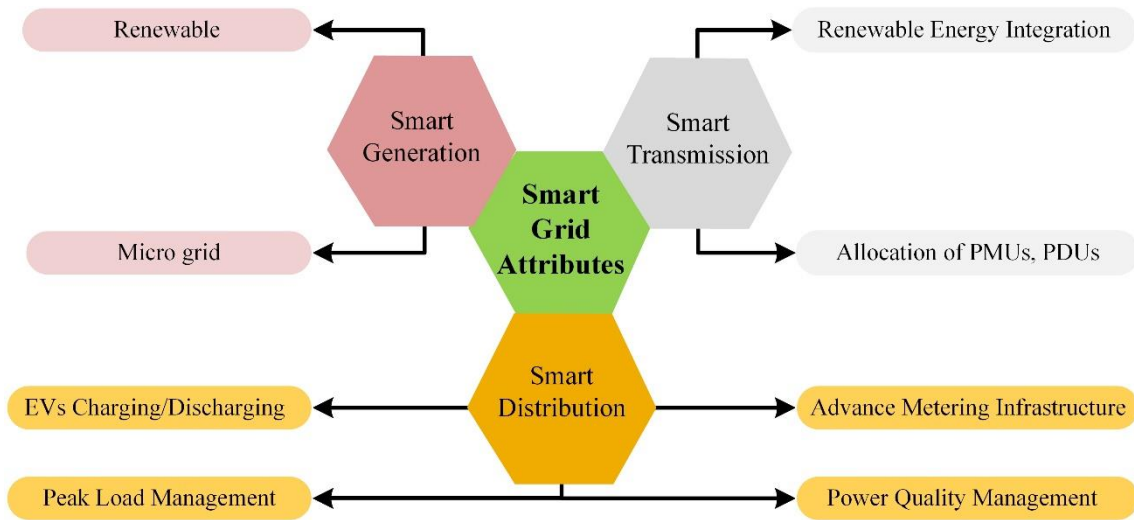 Renewable
Renewable Energy Integration
Smart
Generation
Smart
Transmission
Smart
Grid
Attributes
Micro grid
Allocation of PMUs, PDUs
Smart
Distribution
EVs Charging/Discharging
Advance Metering Infrastructure
Peak Load Management
Power Quality Management